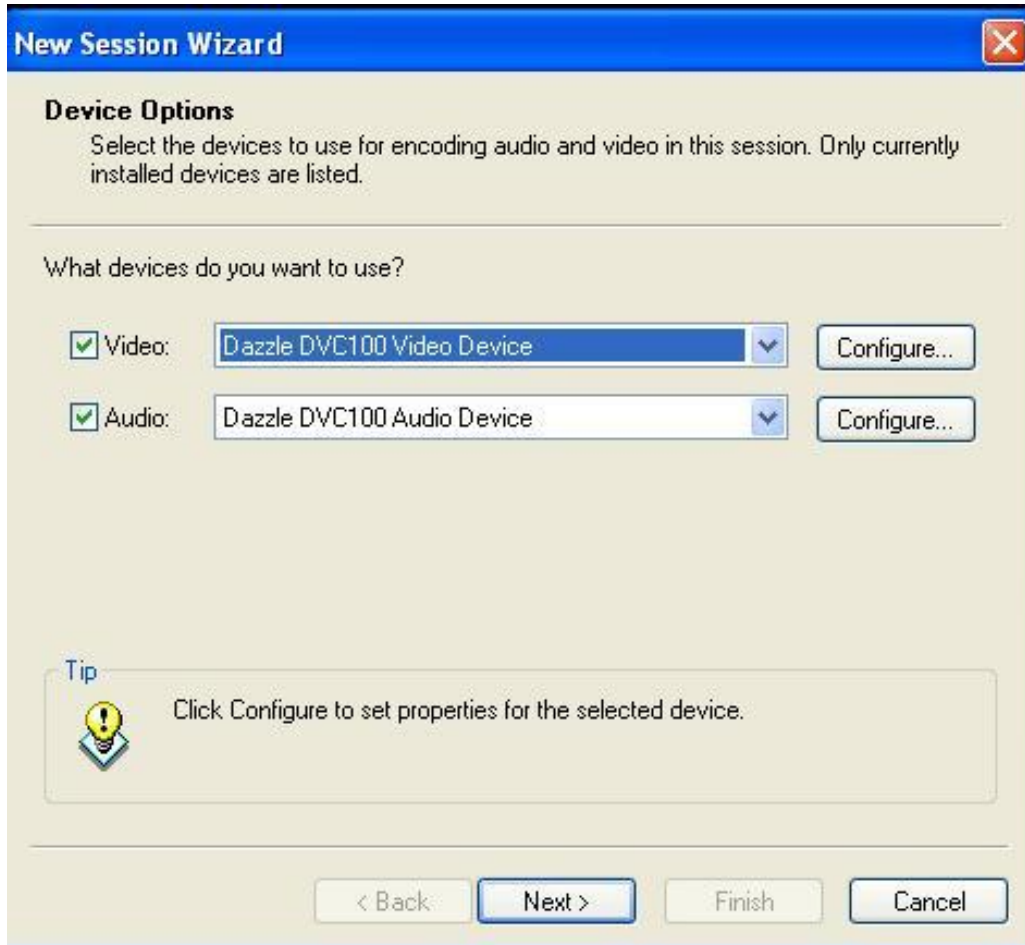 New Session Wizard
Device Options
Select the devices to use for encoding audio and video in this session. Only currently
installed devices are listed.
What devices do you want to use?
Video: Dazzle DVC100 Video Device Configure...
Audio: Dazzle DVC100 Audio Device Configure...
Tip
Click Configure to set properties for the selected device.
< Back Next > Finish Cancel